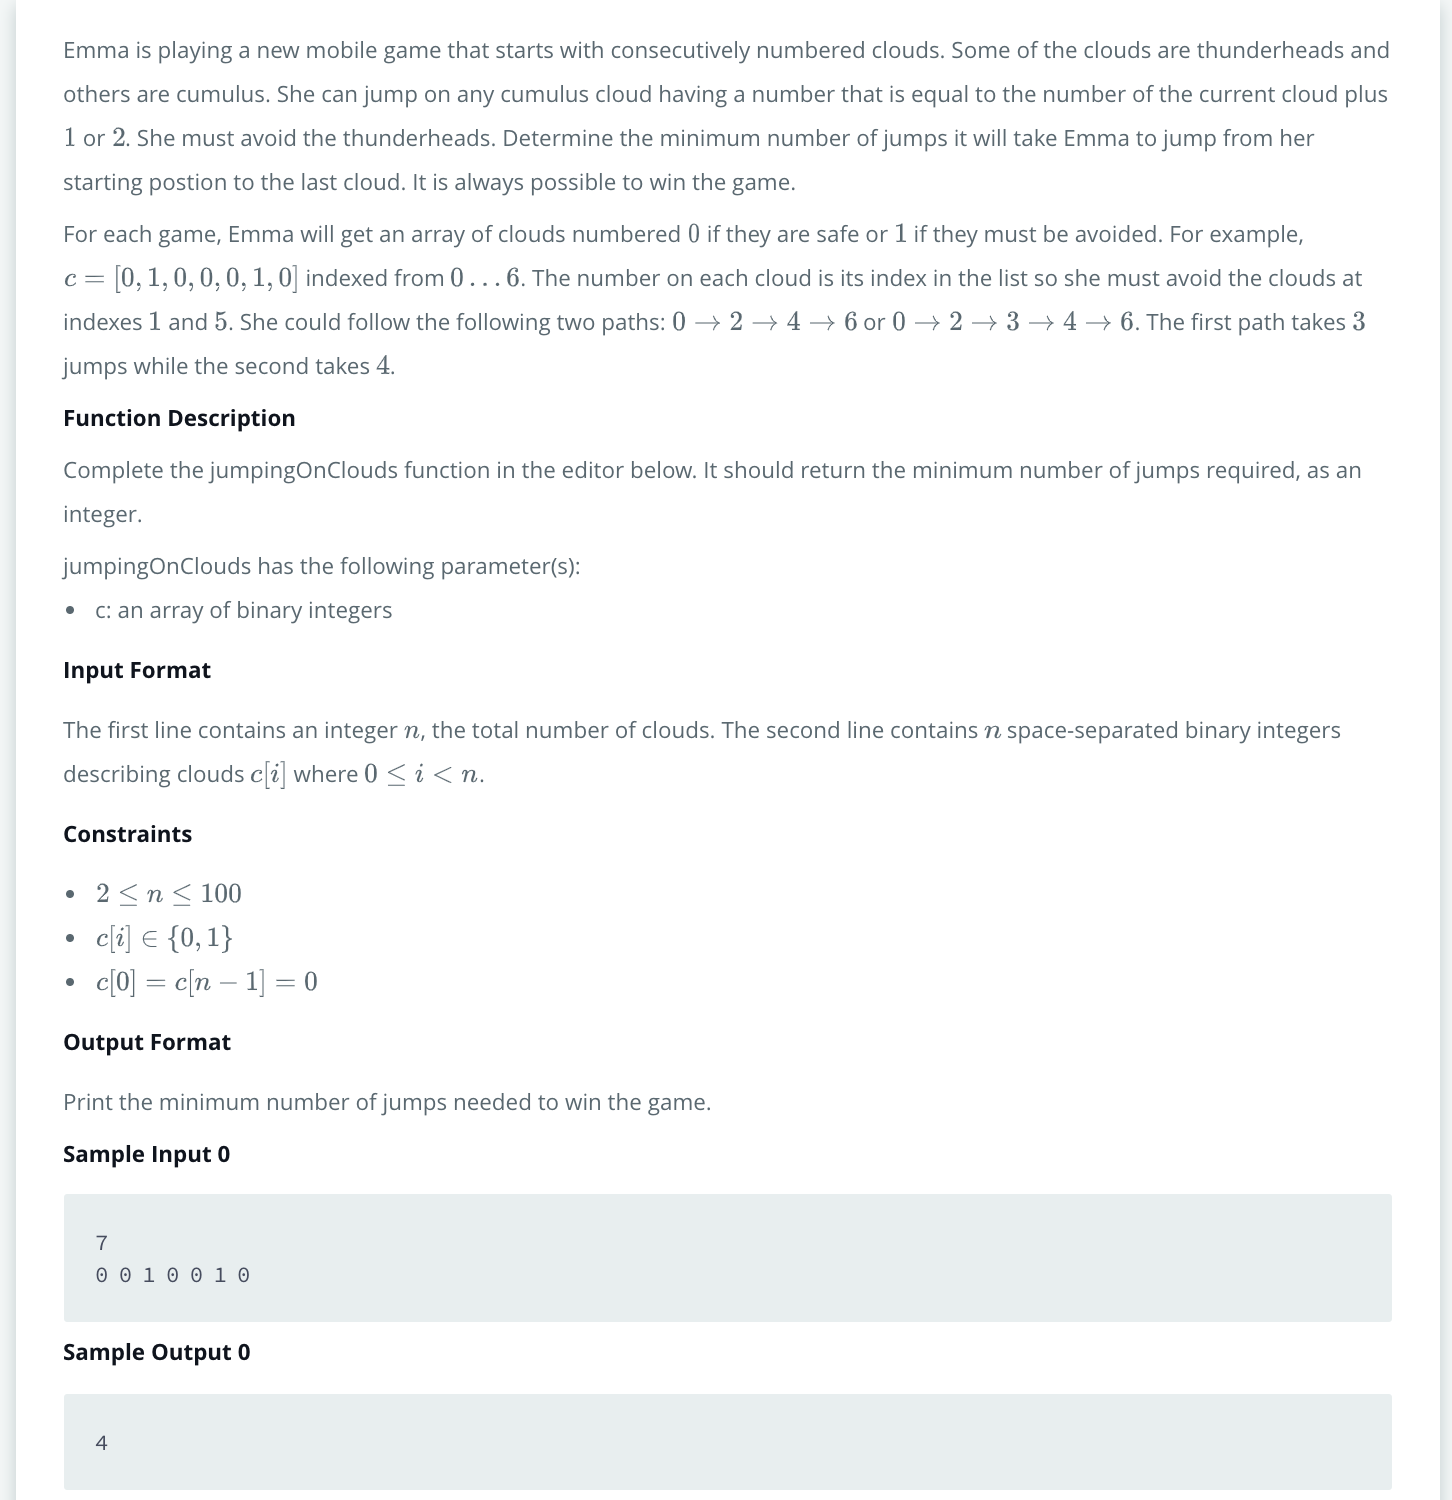 Emma is playing a new mobile game that starts with consecutively numbered clouds. Some of the clouds are thunderheads and
others are cumulus. She can jump on any cumulus cloud having a number that is equal to the number of the current cloud plus
1 or 2. She must avoid the thunderheads. Determine the minimum number of jumps it will take Emma to jump from her
starting postion to the last cloud. It is always possible to win the game.
For each game, Emma will get an array of clouds numbered 0 if they are safe or 1 if they must be avoided. For example,
c = [0, 1, 0, 0, 0, 1, 0] indexed from 0 . . . 6. The number on each cloud is its index in the list so she must avoid the clouds at
indexes 1 and 5. She could follow the following two paths: 0 → 2 → 4 → 6 or 0 → 2 → 3 → 4 → 6. The first path takes 3
jumps while the second takes 4.
Function Description
Complete the jumpingOnClouds function in the editor below. It should return the minimum number of jumps required, as an
integer.
jumpingOnClouds has the following parameter(s):
• c: an array of binary integers
Input Format
The first line contains an integer n, the total number of clouds. The second line contains n space-separated binary integers
describing clouds c[i] where 0 ≤ i < n.
Constraints
• 2 ≤ n ≤ 100
• c[i] ∈ {0, 1}
• c[0] = c[n − 1] = 0
Output Format
Print the minimum number of jumps needed to win the game.
Sample Input 0
7
0 0 1 0 0 1 0
Sample Output 0
4